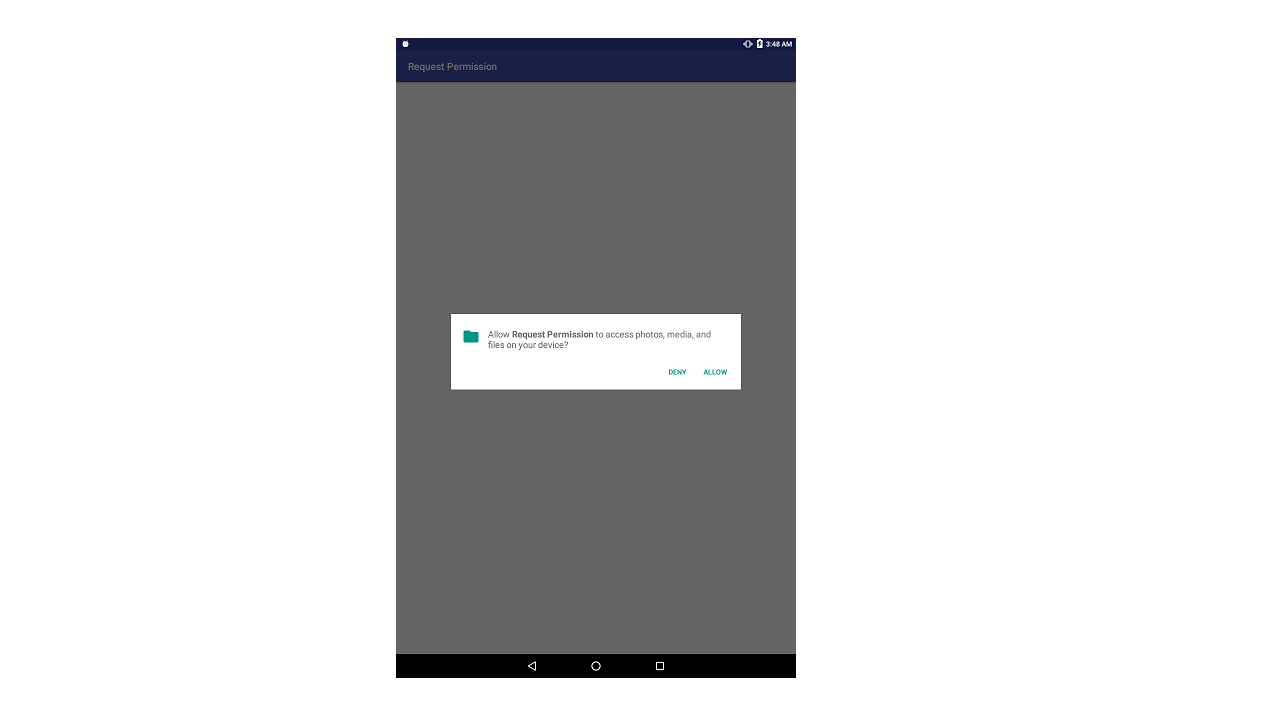 3:48 AM
Request Permission
Allow Request Permission to access photos, media, and
files on your device?
DENY ALLOW